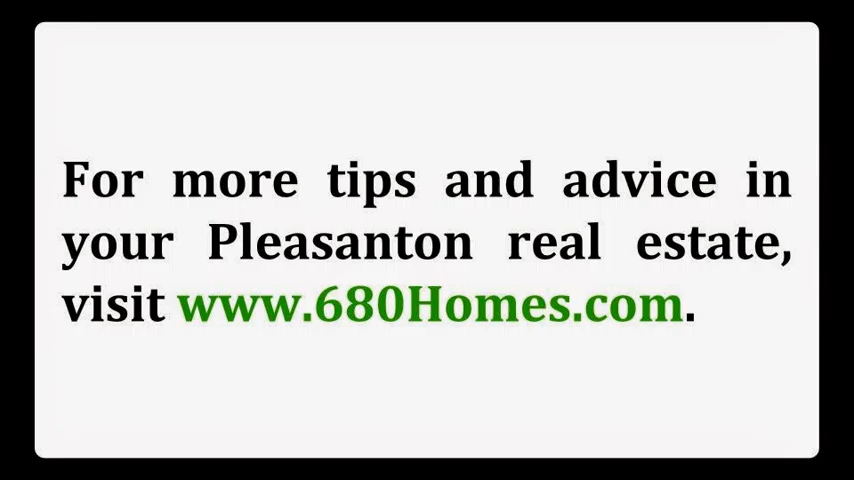 For more tips and advice in
your Pleasanton real estate,
visit www.680Homes.com.